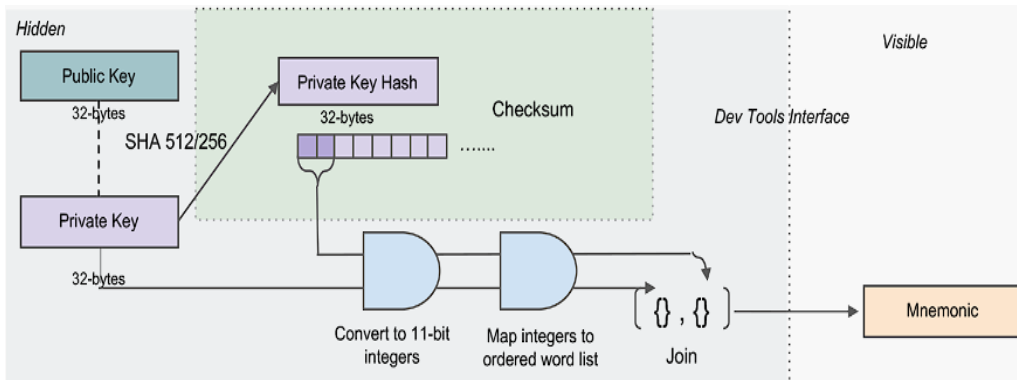 Hidden
Public Key
32-bytes
SHA 512/256
Private Key
32-bytes
Private Key Hash
32-bytes
Checksum
.......
Dev Tools Interface
Visible
Convert to 11-bit
integers
Map integers to
ordered word list
[ {} , {} ]
Join
Mnemonic